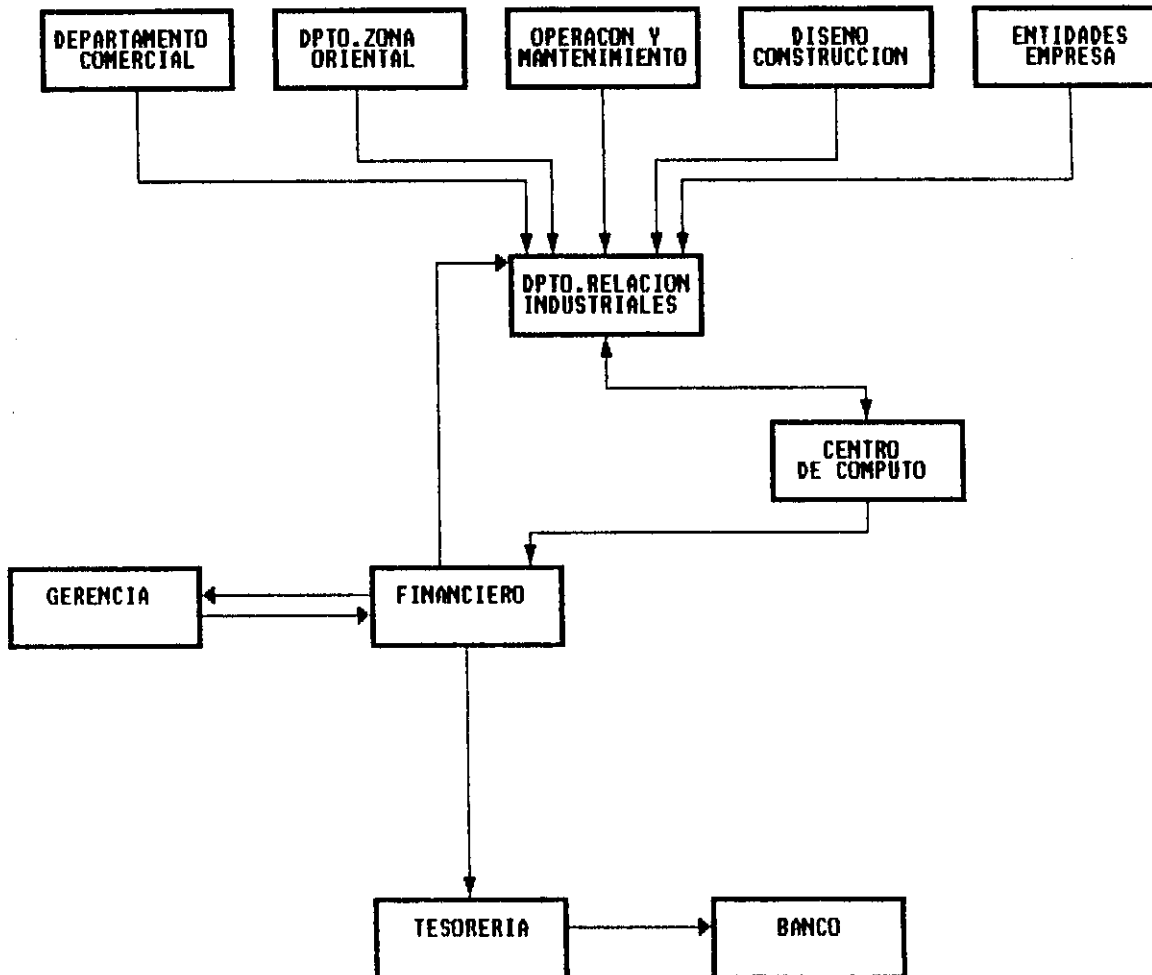 DEPARTAMENTO
COMERCIAL
DPTO.ZONA
ORIENTAL
OPERACON Y
MANTENIMIENTO
DISENO
CONSTRUCCION
ENTIDADES
EMPRESA
DPTO.RELACION
INDUSTRIALES
CENTRO
DE COMPUTO
GERENCIA
FINANCIERO
TESORERIA
BANCO